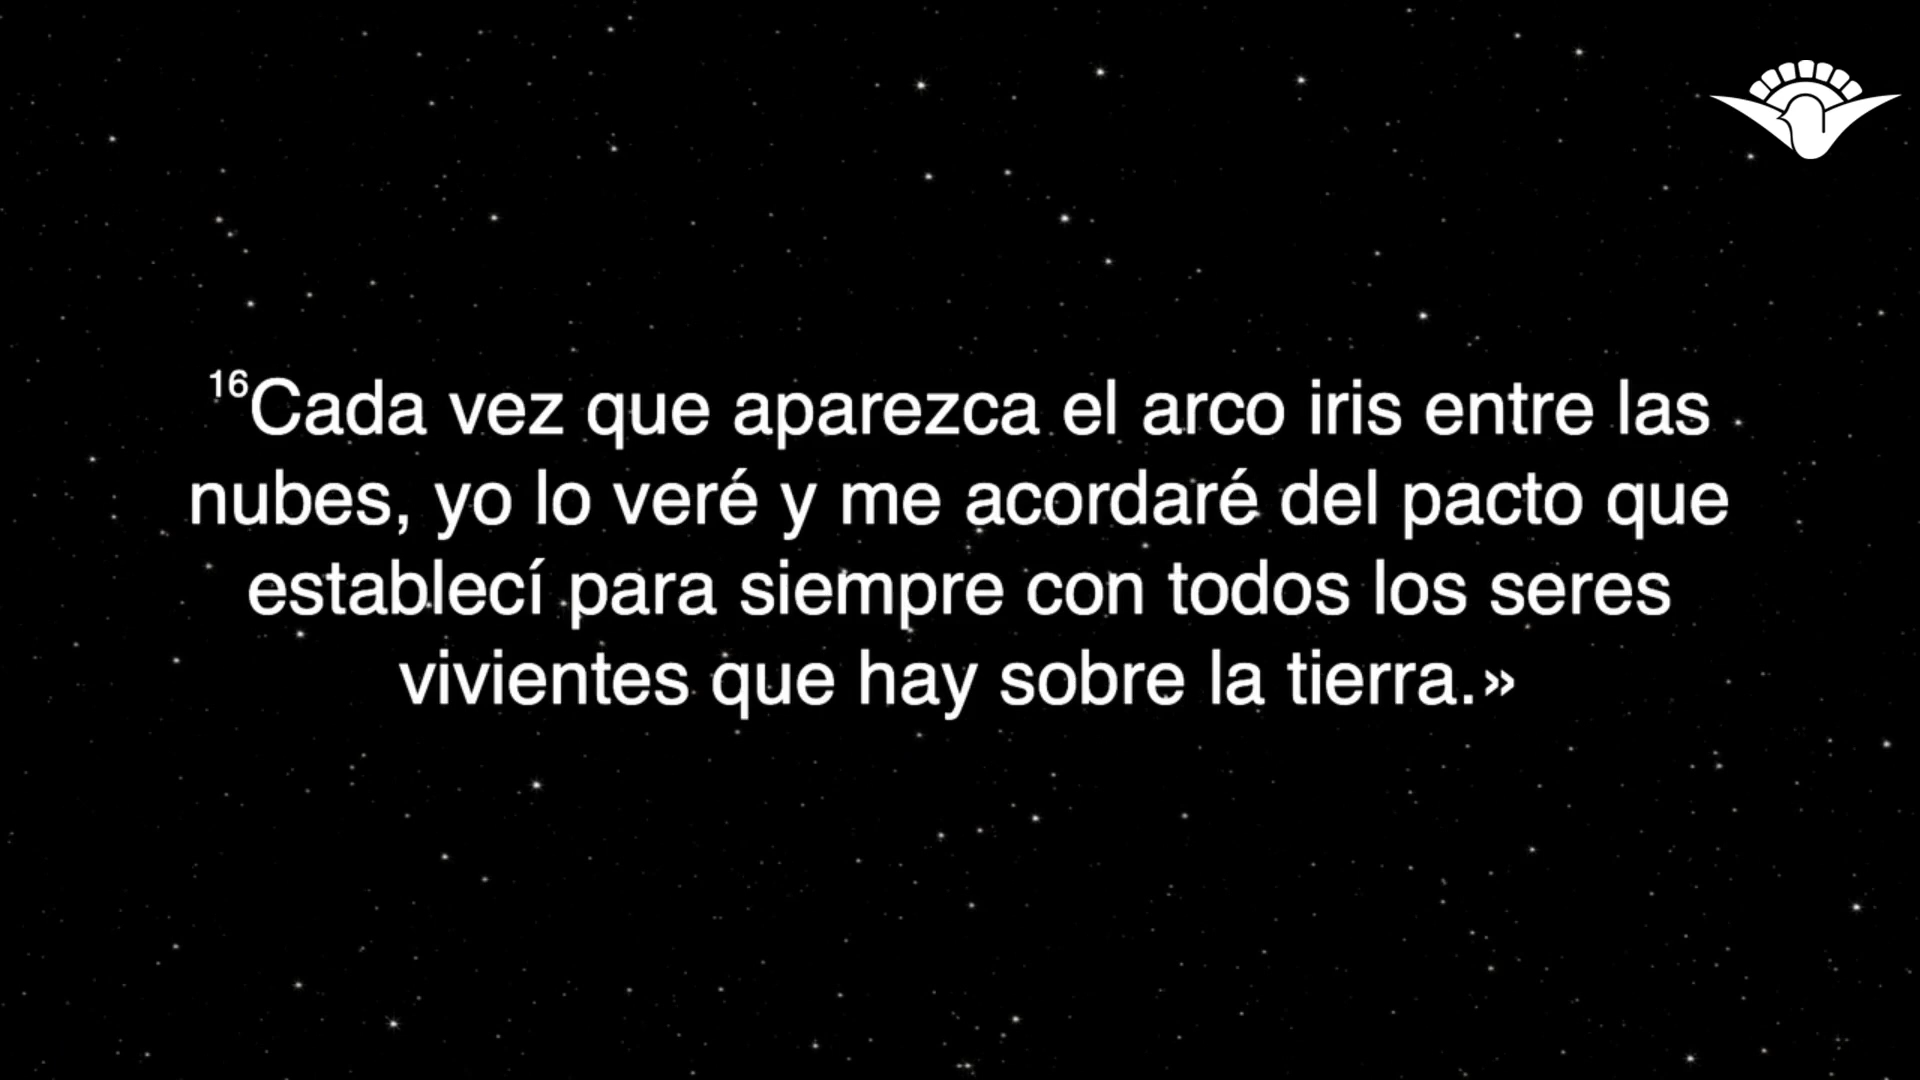 16Cada vez que aparezca el arco iris entre las
nubes, yo lo veré y me acordaré del pacto que
establecí para siempre con todos los seres
vivientes que hay sobre la tierra.»